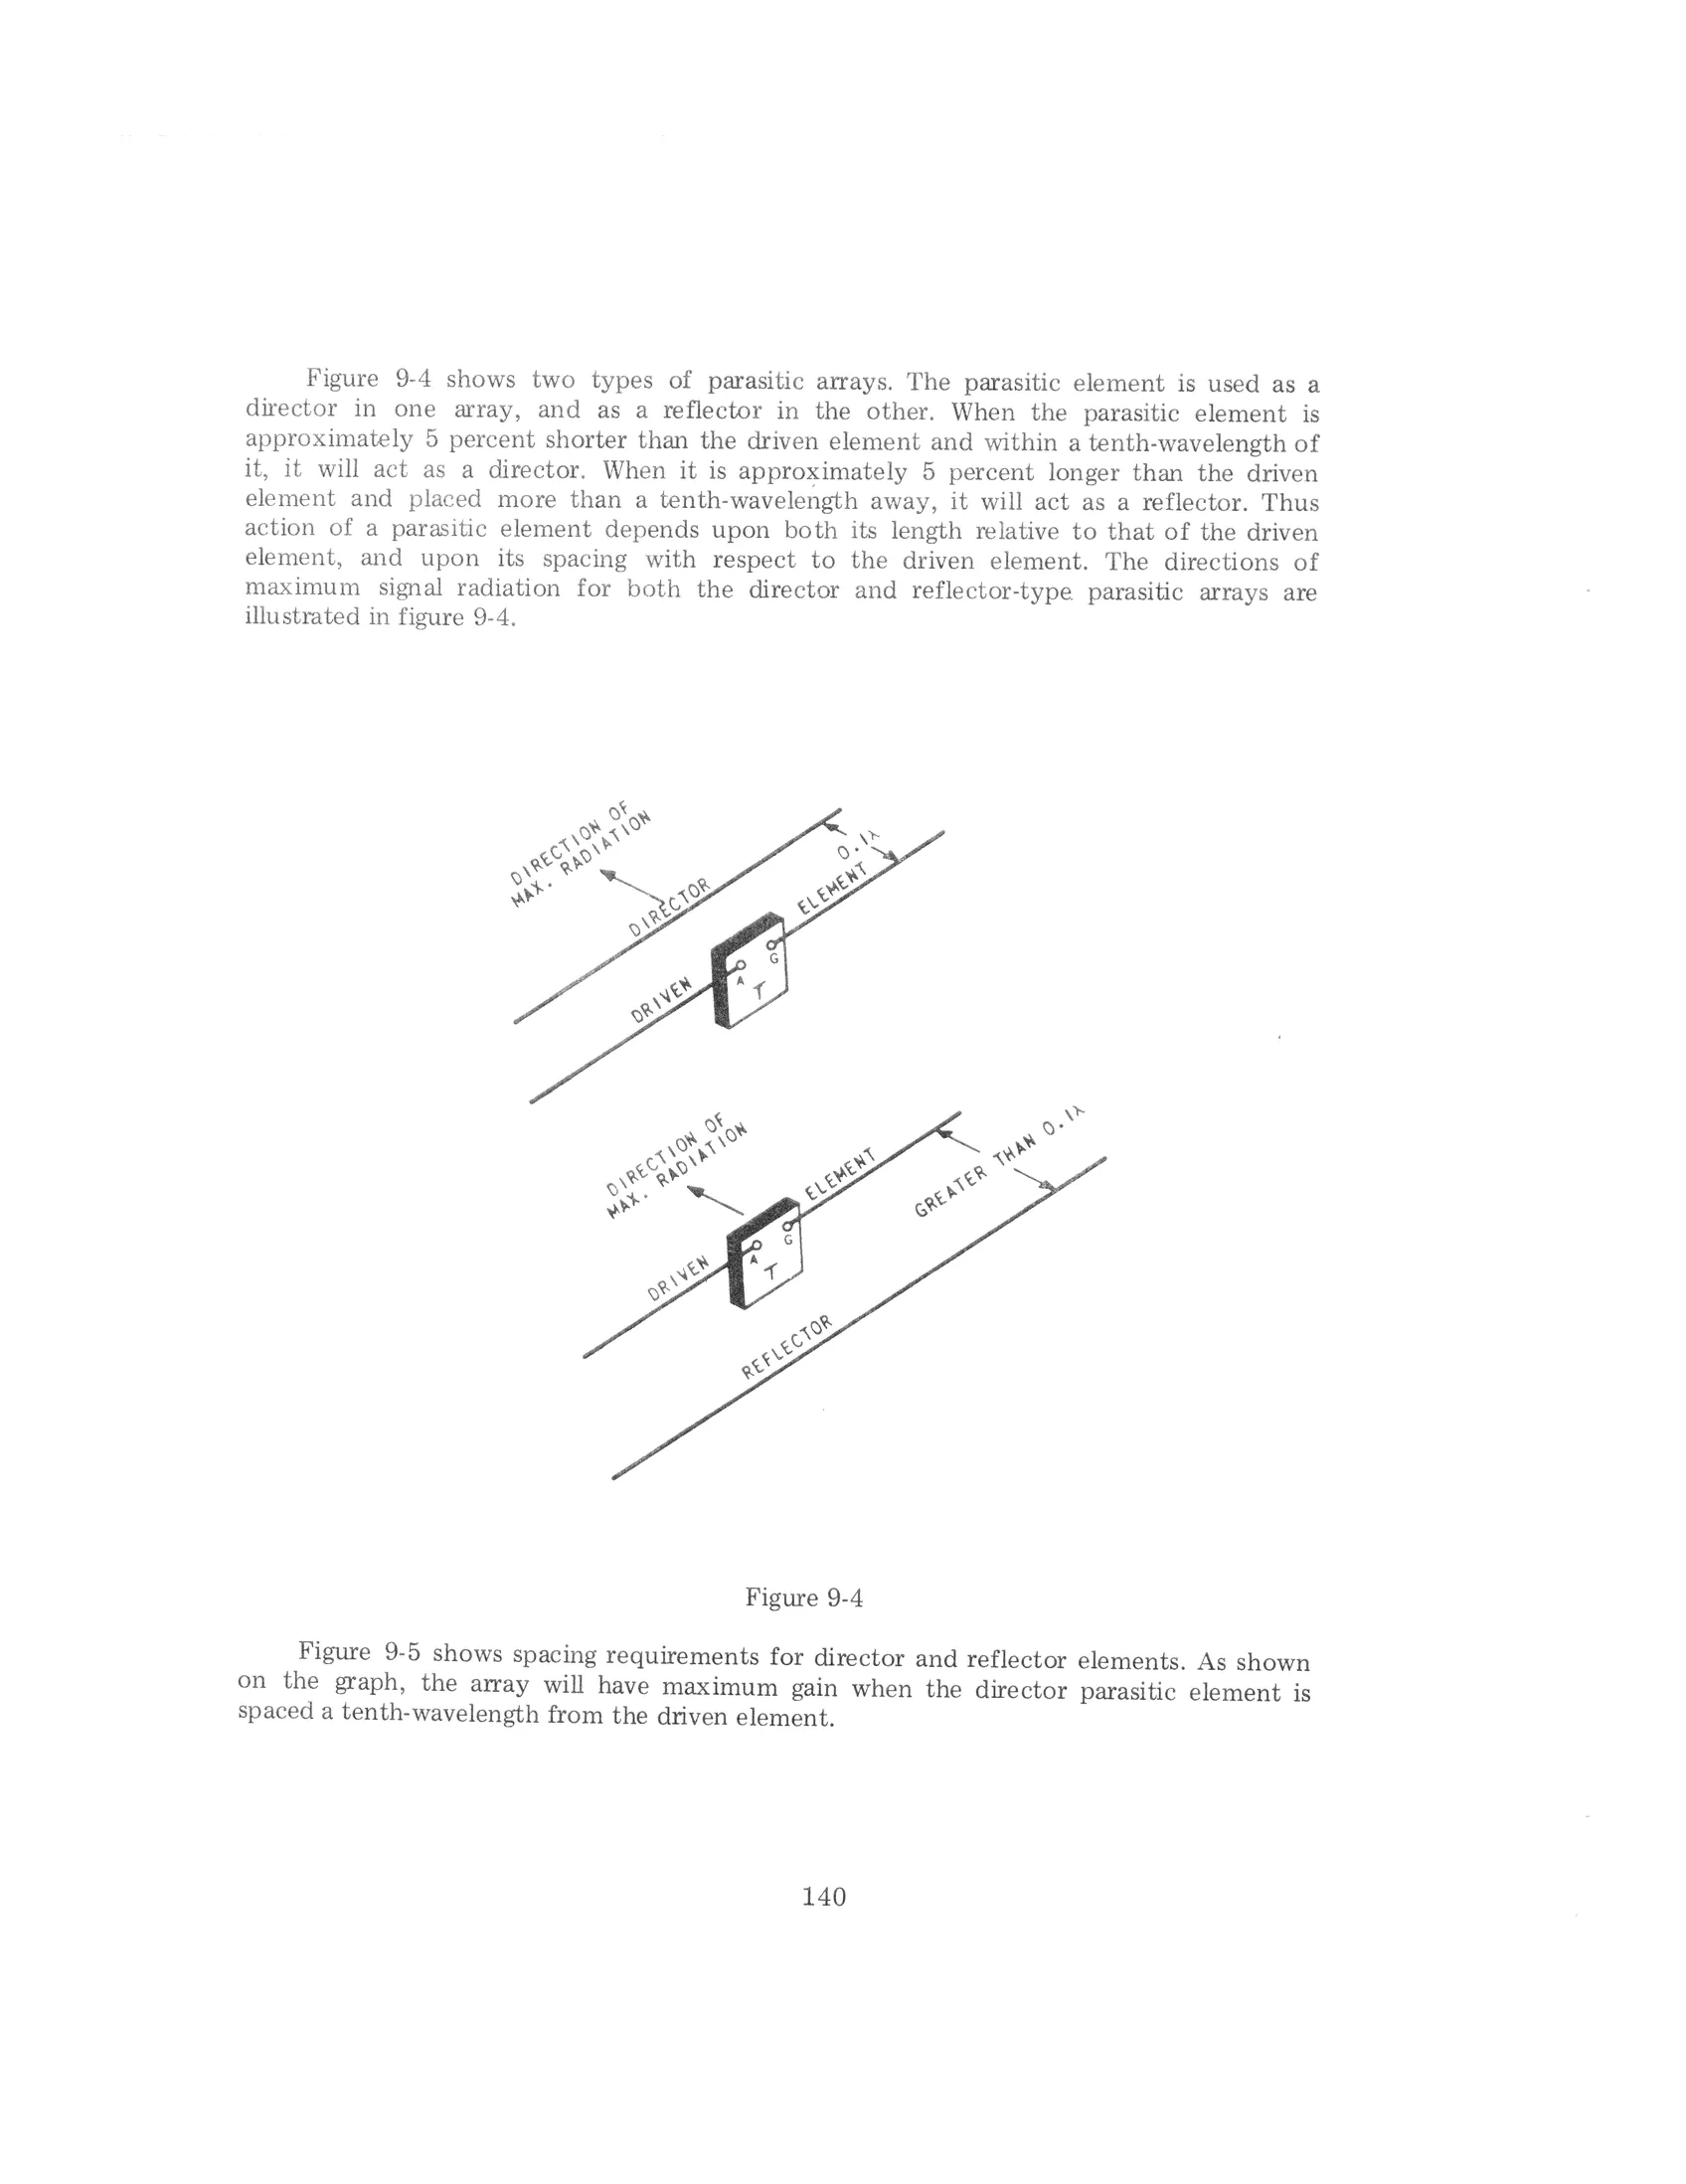 Figure 9-4 shows two types of parasitic arrays. The parasitic element is used as a
director in one array, and as a reflector in the other. When the parasitic element is
approximately 5 percent shorter than the driven element and within a tenth-wavelength of
it, it will act as a director. When it is approximately 5 percent longer than the driven
element and placed more than a tenth-wavelength away, it will act as a reflector. Thus
action of a parasitic element depends upon both its length relative to that of the driven
element, and upon its spacing with respect to the driven element. The directions of
maximum signal radiation for both the director and reflector-type parasitic arrays are
illustrated in figure 9-4.
DIRECTION OF
MAX. RADIATION
DIRECTOR
0.1λ
DRIVEN
ELEMENT
A
G
T
DIRECTION OF
MAX. RADIATION
DRIVEN
ELEMENT
GREATER THAN 0.1λ
A
G
T
REFLECTOR
Figure 9-4
Figure 9-5 shows spacing requirements for director and reflector elements. As shown
on the graph, the array will have maximum gain when the director parasitic element is
spaced a tenth-wavelength from the driven element.
140